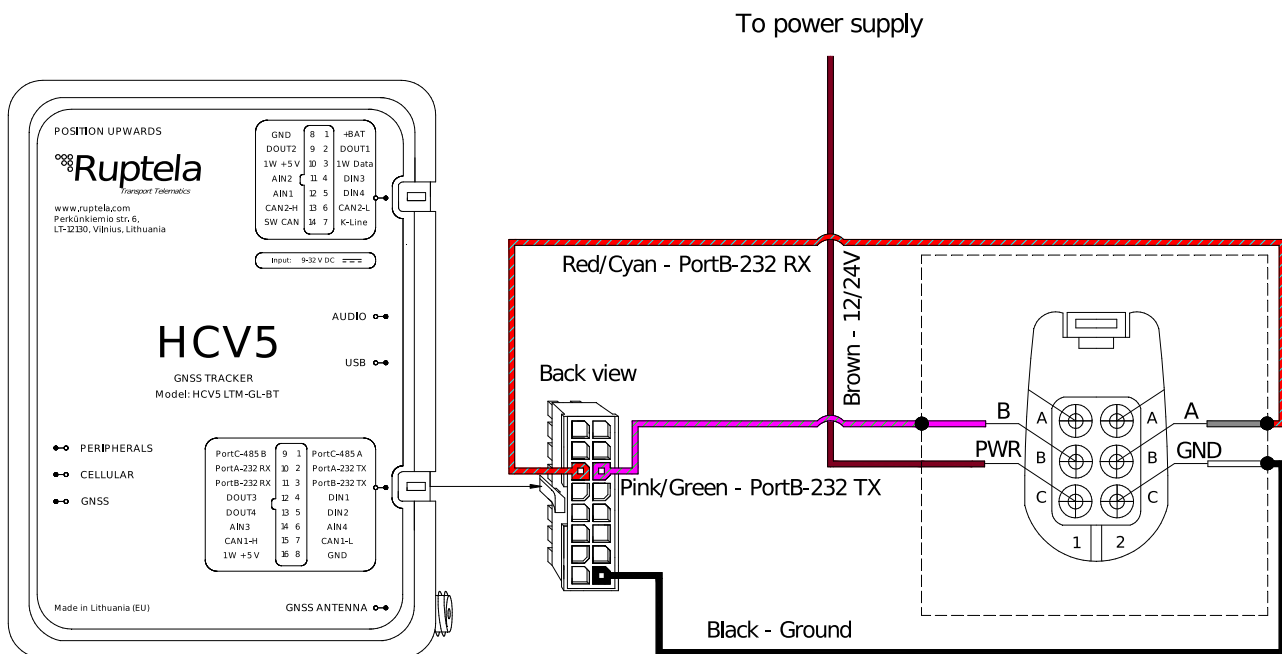 To power supply
POSITION UPWARDS
Ruptela
Transport Telematics
www.ruptela.com
Perkūnkiemio str. 6,
LT-12130, Vilnius, Lithuania
GND 8 1 +BAT
DOUT2 9 2 DOUT1
1W +5 V 10 3 1W Data
AIN2 11 4 DIN3
AIN1 12 5 DIN4
CAN2-H 13 6 CAN2-L
SW CAN 14 7 K-Line
Input: 9-32 V DC
AUDIO
HCV5
USB
GNSS TRACKER
Model: HCV5 LTM-GL-BT
PERIPHERALS
CELLULAR
GNSS
PortC-485 B 9 1 PortC-485 A
PortA-232 RX 10 2 PortA-232 TX
PortB-232 RX 11 3 PortB-232 TX
DOUT3 12 4 DIN1
DOUT4 13 5 DIN2
AIN3 14 6 AIN4
CAN1-H 15 7 CAN1-L
1W +5 V 16 8 GND
Made in Lithuania (EU)
GNSS ANTENNA
Red/Cyan - PortB-232 RX
Brown - 12/24V
Back view
Pink/Green - PortB-232 TX
Black - Ground
B A A A
PWR B B GND
C C
1 2